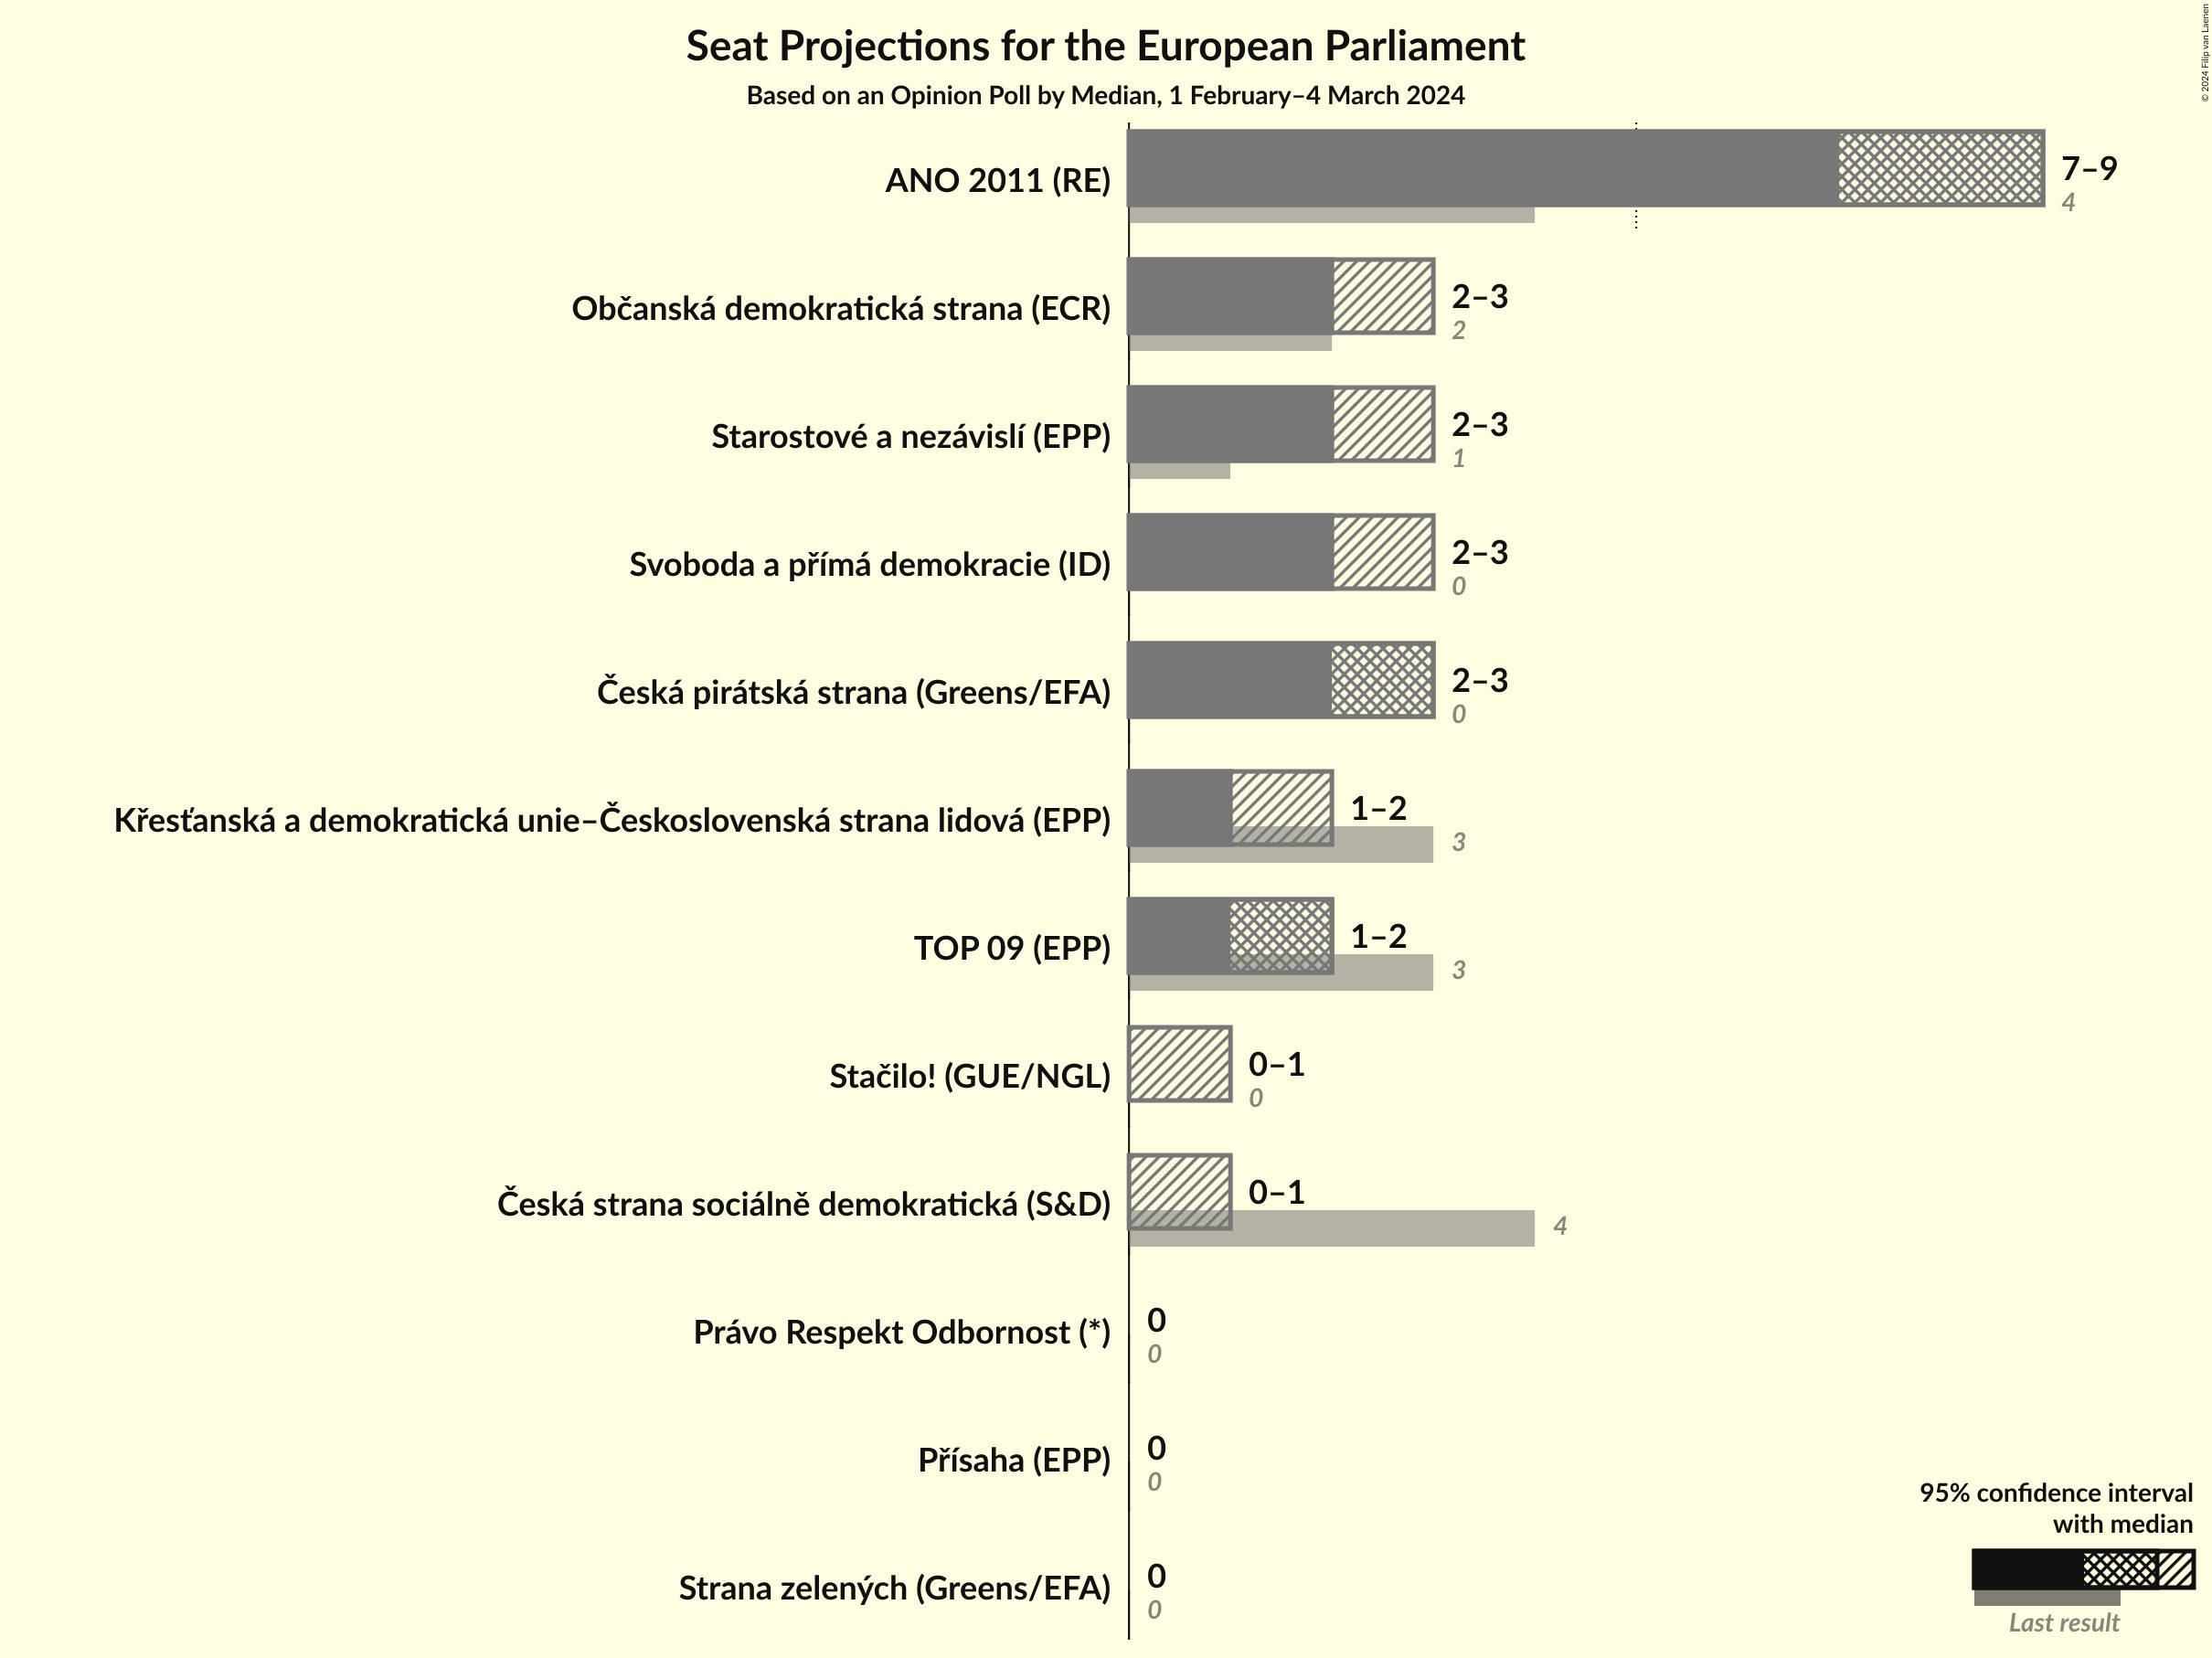 Seat Projections for the European Parliament
Based on an Opinion Poll by Median, 1 February–4 March 2024
© 2024 Filip van Laenen
ANO 2011 (RE)
7–9
4
Občanská demokratická strana (ECR)
2–3
2
Starostové a nezávislí (EPP)
2–3
1
Svoboda a přímá demokracie (ID)
2–3
0
Česká pirátská strana (Greens/EFA)
2–3
0
Křesťanská a demokratická unie–Československá strana lidová (EPP)
1–2
3
TOP 09 (EPP)
1–2
3
Stačilo! (GUE/NGL)
0–1
0
Česká strana sociálně demokratická (S&D)
0–1
4
Právo Respekt Odbornost (*)
0
0
Přísaha (EPP)
0
0
Strana zelených (Greens/EFA)
0
0
95% confidence interval
with median
Last result